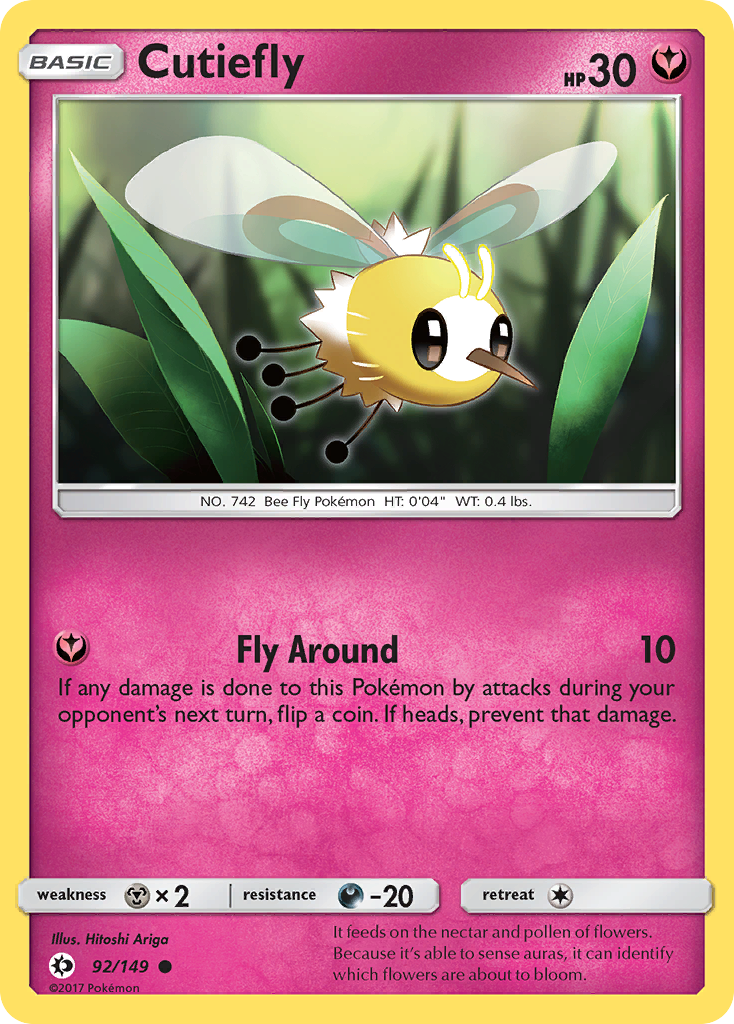 BASIC Cutiefly HP30
NO. 742 Bee Fly Pokémon HT: 0'04" WT: 0.4 lbs.
Fly Around 10
If any damage is done to this Pokémon by attacks during your
opponent's next turn, flip a coin. If heads, prevent that damage.
weakness ×2 resistance -20 retreat
Illus. Hitoshi Ariga
92/149
©2017 Pokémon
It feeds on the nectar and pollen of flowers.
Because it's able to sense auras, it can identify
which flowers are about to bloom.